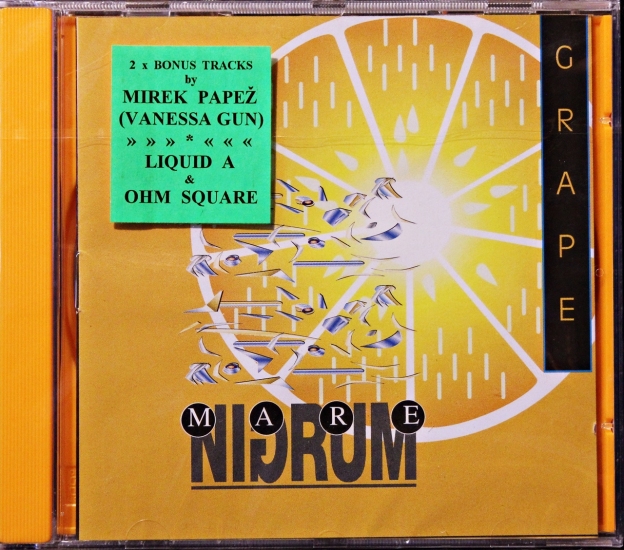 2 x BONUS TRACKS
by
MIREK PAPEŽ
(VANESSA GUN)
» » » * « « «
LIQUID A
&
OHM SQUARE
GRAPE
MARE
NIGRUM